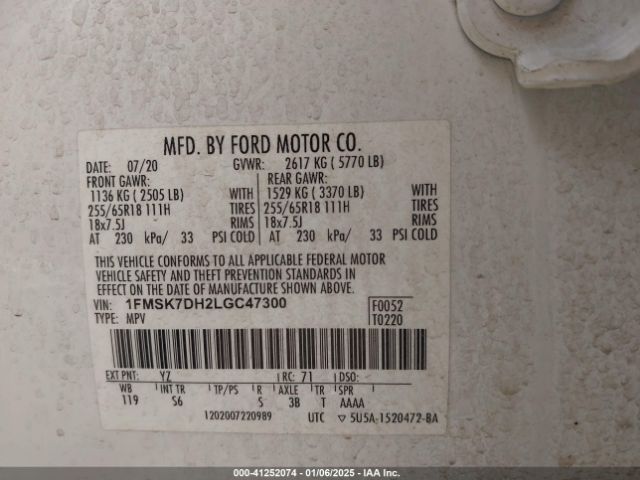 MFD. BY FORD MOTOR CO.
DATE: 07/20 GVWR: 2617 KG ( 5770 LB)
FRONT GAWR: REAR GAWR:
1136 KG ( 2505 LB) WITH 1529 KG ( 3370 LB) WITH
255/65R18 111H TIRES 255/65R18 111H TIRES
18x7.5J RIMS 18x7.5J RIMS
AT 230 kPa/ 33 PSI COLD AT 230 kPa/ 33 PSI COLD
THIS VEHICLE CONFORMS TO ALL APPLICABLE FEDERAL MOTOR
VEHICLE SAFETY AND THEFT PREVENTION STANDARDS IN
EFFECT ON THE DATE OF MANUFACTURE SHOWN ABOVE.
VIN: 1FMSK7DH2LGC47300 F0052
TYPE: MPV T0220
EXT PNT: YZ RC: 71 DSO:
WB INT TR TP/PS R AXLE TR SPR
119 S6 S 3B T AAAA
1202007220989 UTC ▽ 5U5A-1520472-BA
000-41252074 — 01/06/2025 — IAA Inc.